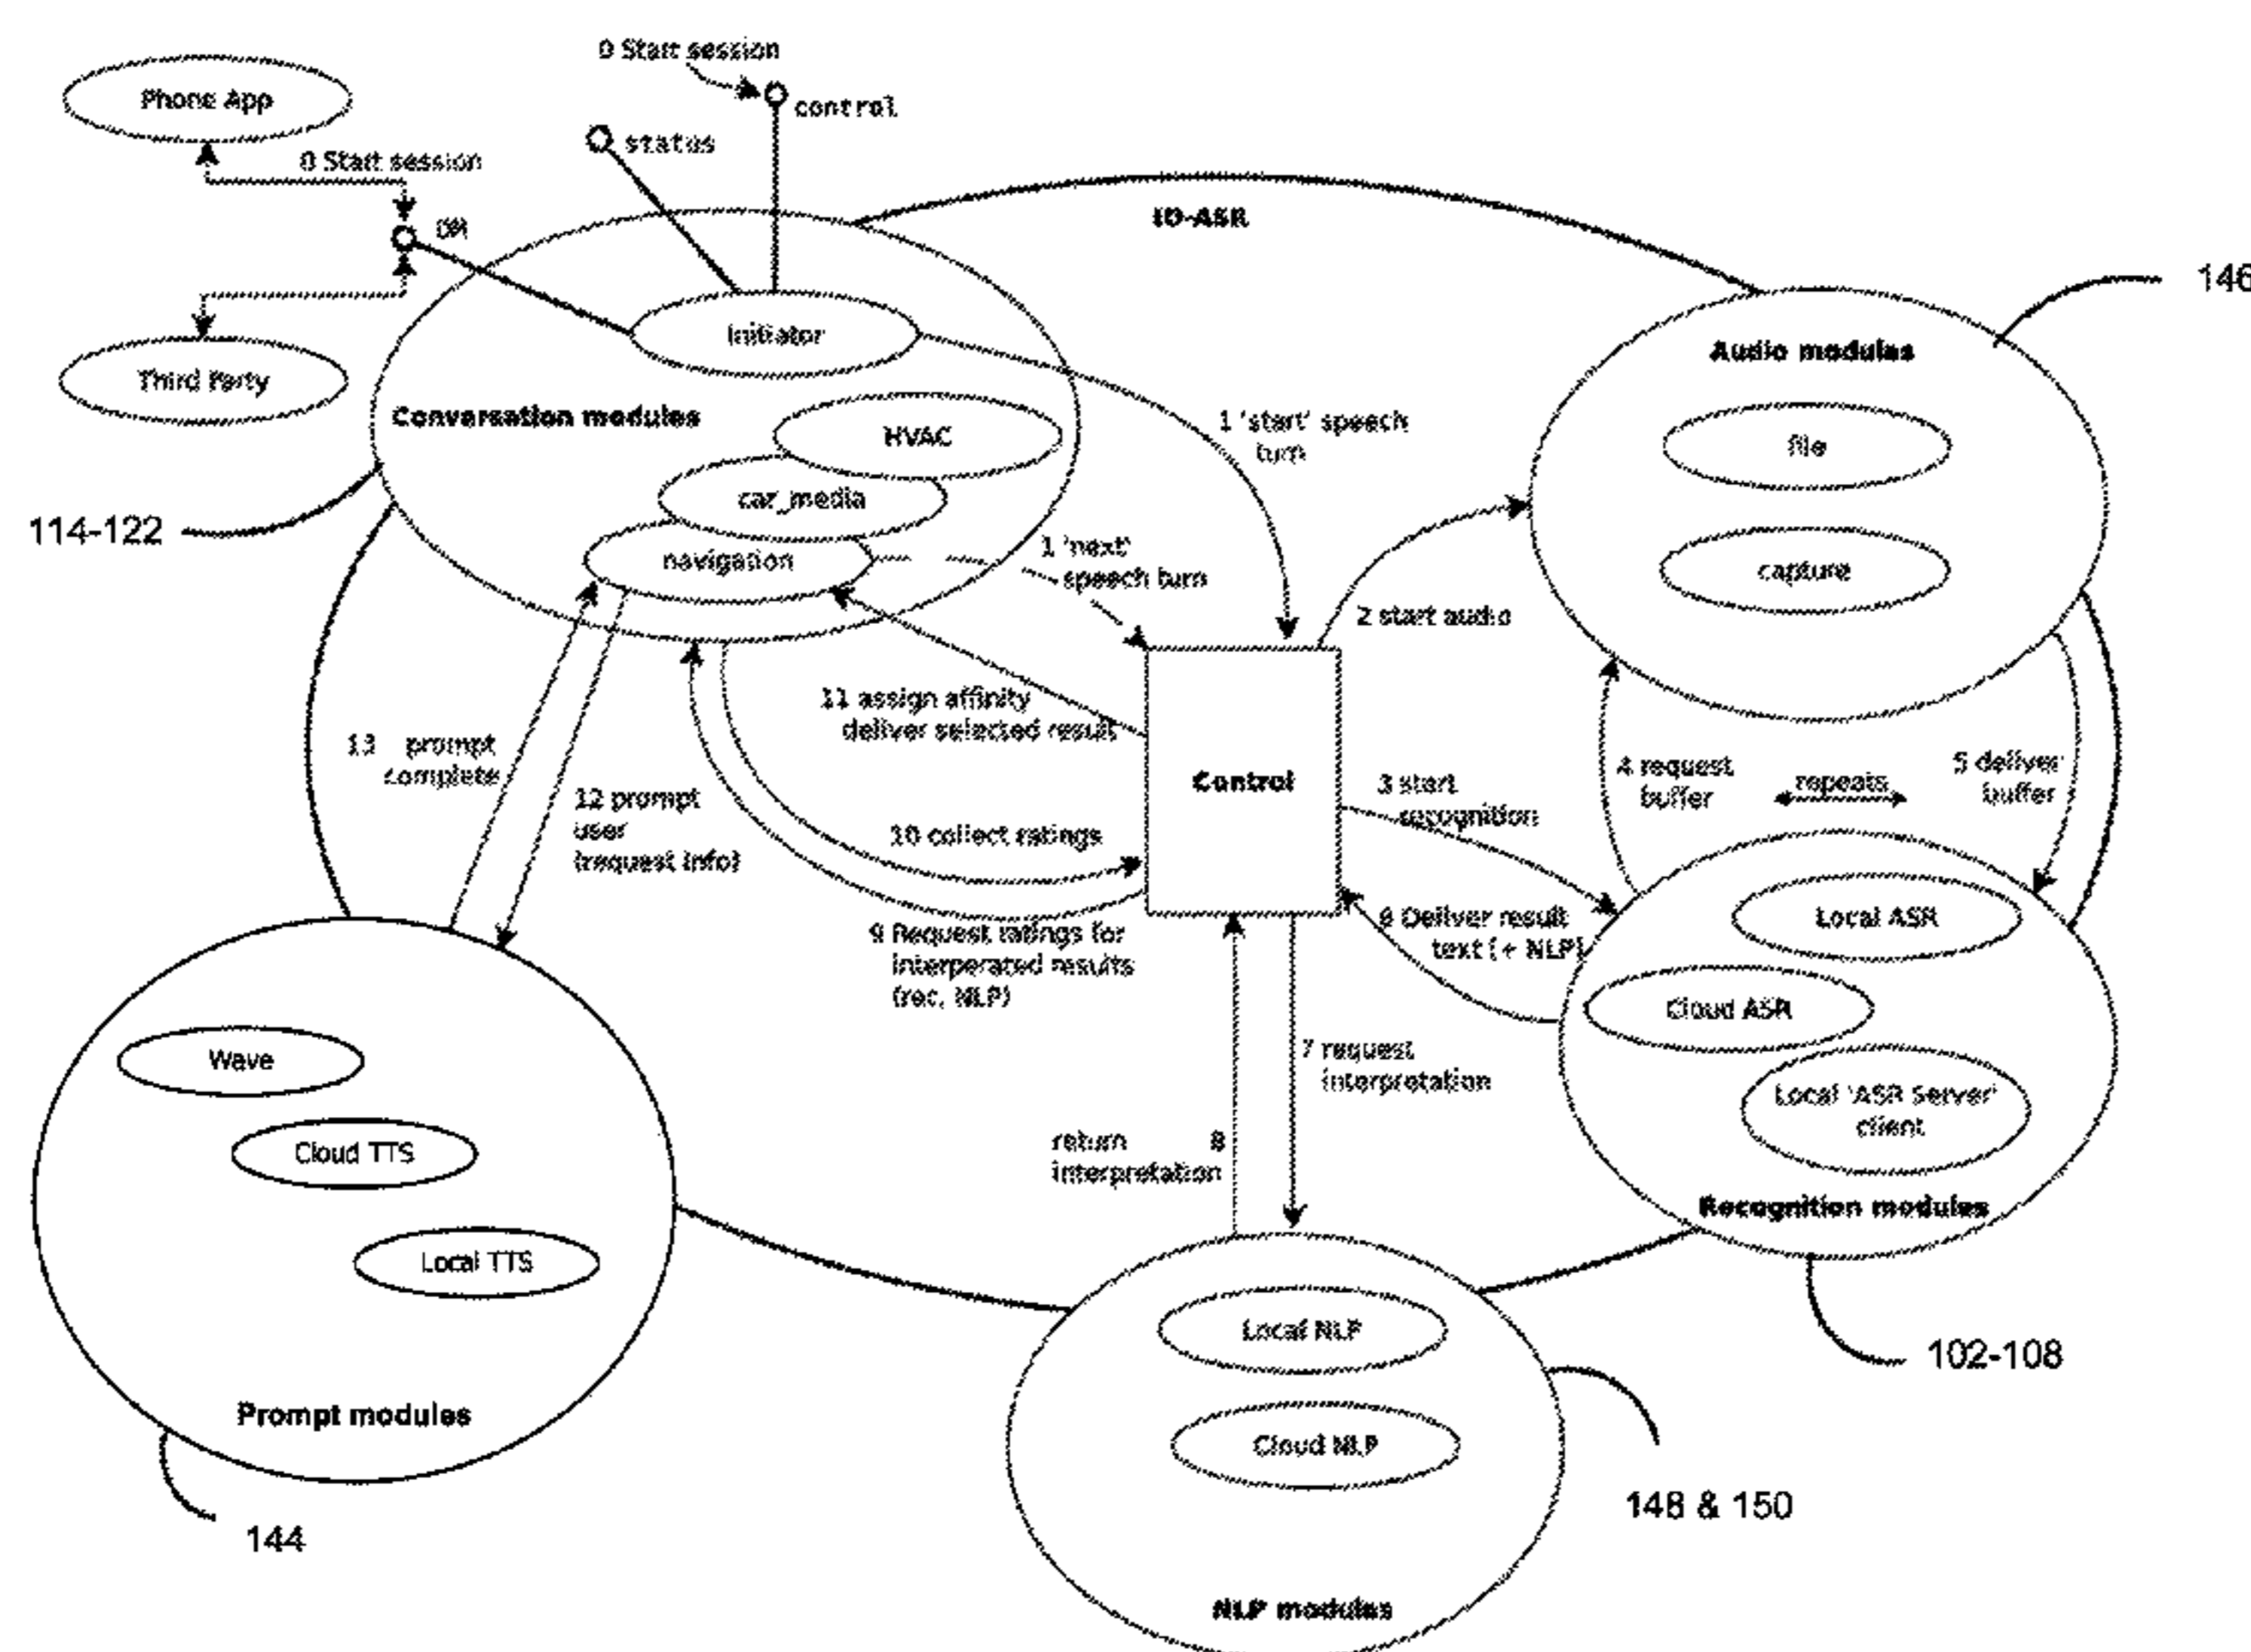 0 Start session
control
Phone App
status
0 Start session
IO-ASR
DM
146
Initiator
Audio modules
Third Party
Conversation modules
HVAC
1 'start' speech
turn
file
car_media
114-122
navigation
1 'next'
speech turn
capture
2 start audio
11 assign affinity
deliver selected result
13 prompt
complete
Control
4 request
buffer
repeats
5 deliver
buffer
12 prompt
user
(request info)
3 start
recognition
10 collect ratings
Local ASR
Deliver result
text (+ NLP)
9 Request ratings for
interperated results
(rec, NLP)
Cloud ASR
Wave
7 request
interpretation
Local 'ASR Server'
client
return 8
interpretation
Cloud TTS
Recognition modules
Local TTS
Local NLP
102-108
Prompt modules
Cloud NLP
148 & 150
144
NLP modules